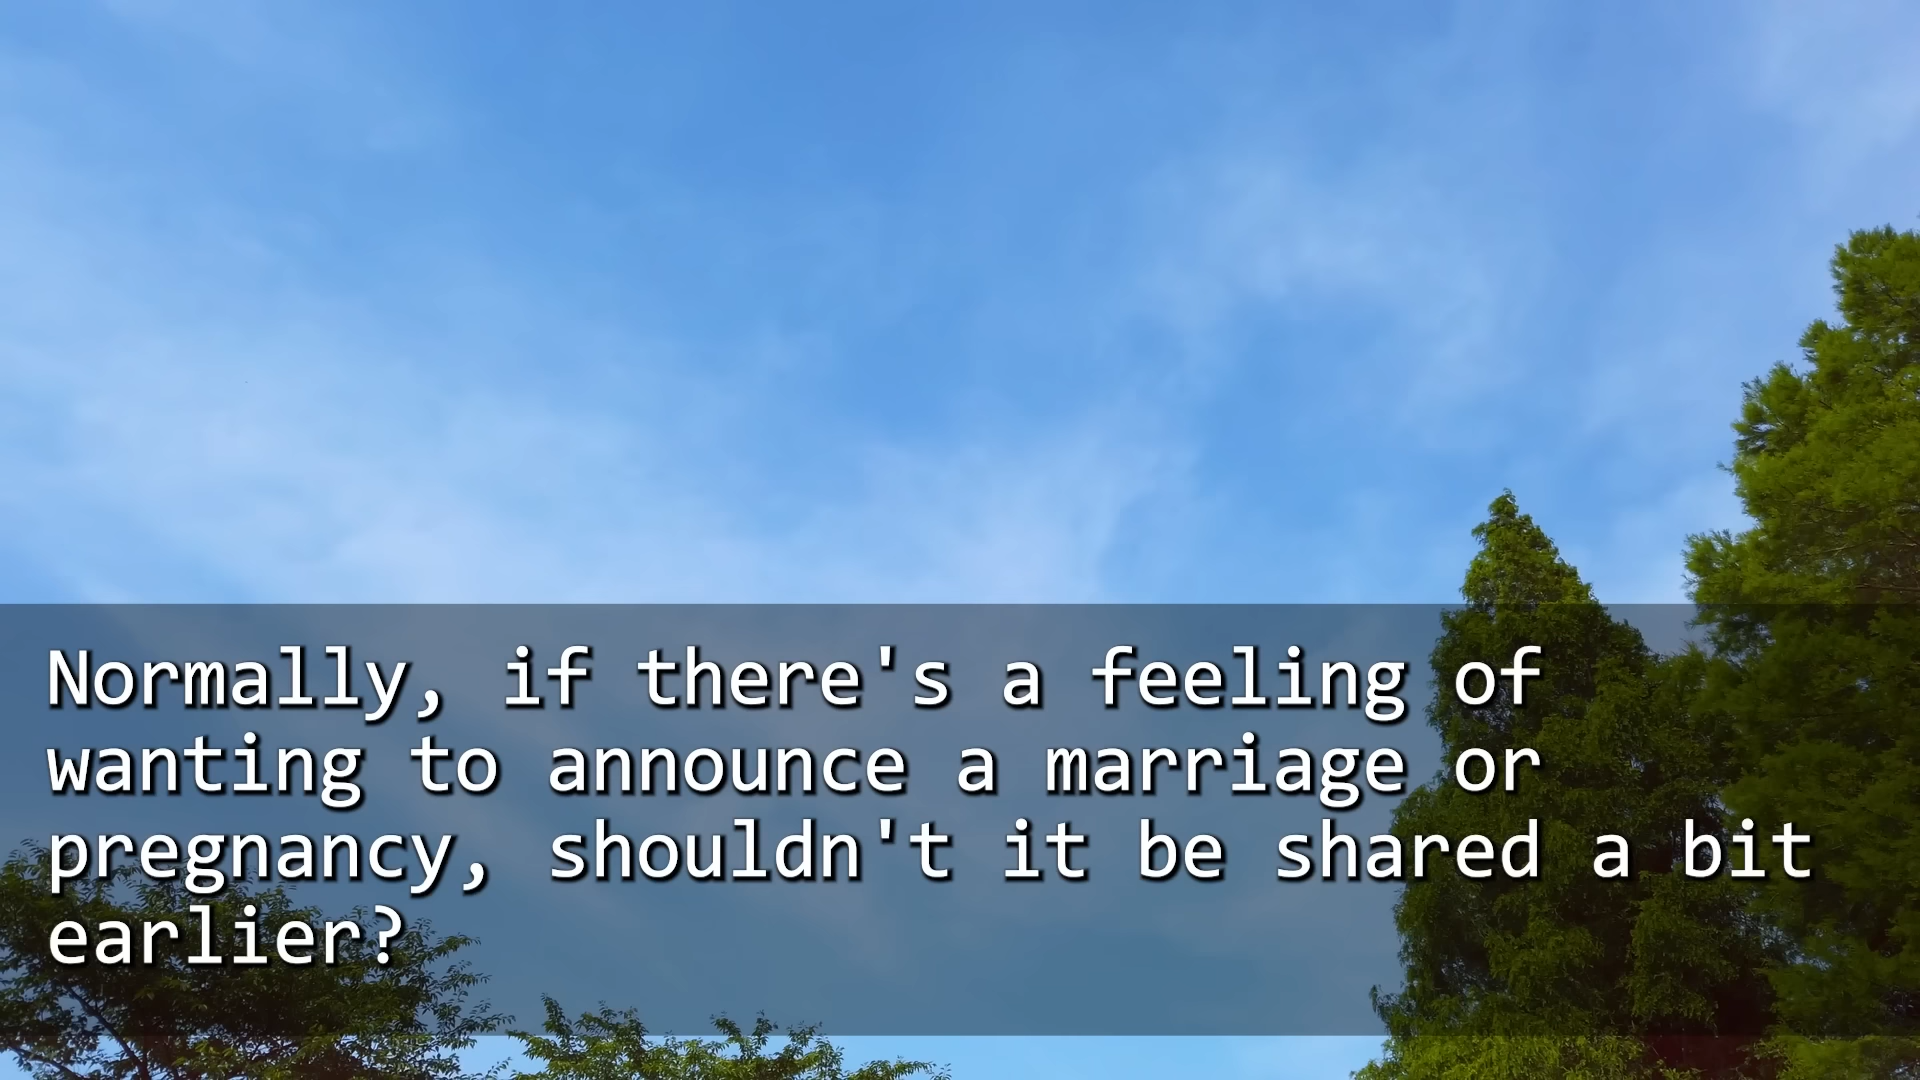 Normally, if there's a feeling of
wanting to announce a marriage or
pregnancy, shouldn't it be shared a bit
earlier?